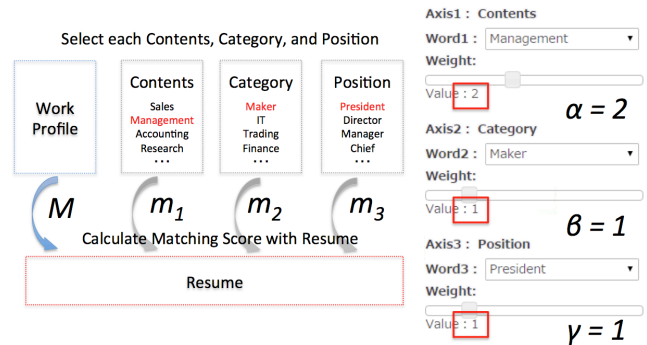 Select each Contents, Category, and Position
Work
Profile
Contents
Sales
Management
Accounting
Research
...
Category
Maker
IT
Trading
Finance
...
Position
President
Director
Manager
Chief
...
M
m1
m2
m3
Calculate Matching Score with Resume
Resume
Axis1 : Contents
Word1 : Management
Weight:
Value : 2
α = 2
Axis2 : Category
Word2 : Maker
Weight:
Value : 1
β = 1
Axis3 : Position
Word3 : President
Weight:
Value : 1
γ = 1